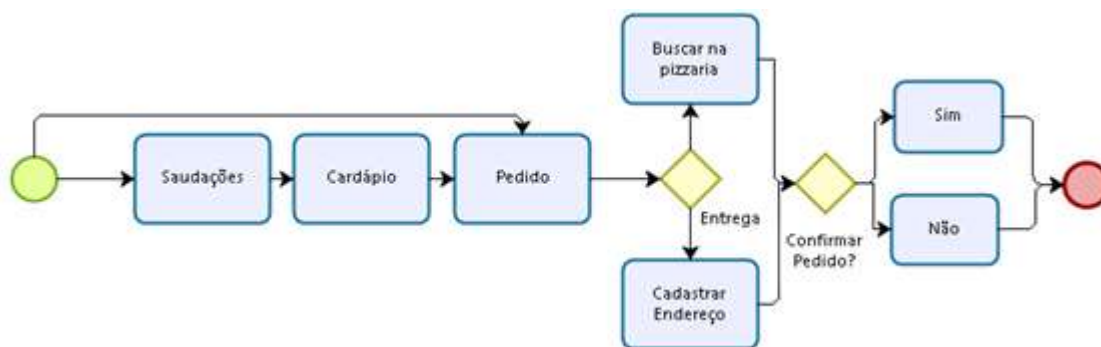 Buscar na
pizzaria
Sim
Saudações
Cardápio
Pedido
Entrega
Não
Confirmar
Pedido?
Cadastrar
Endereço